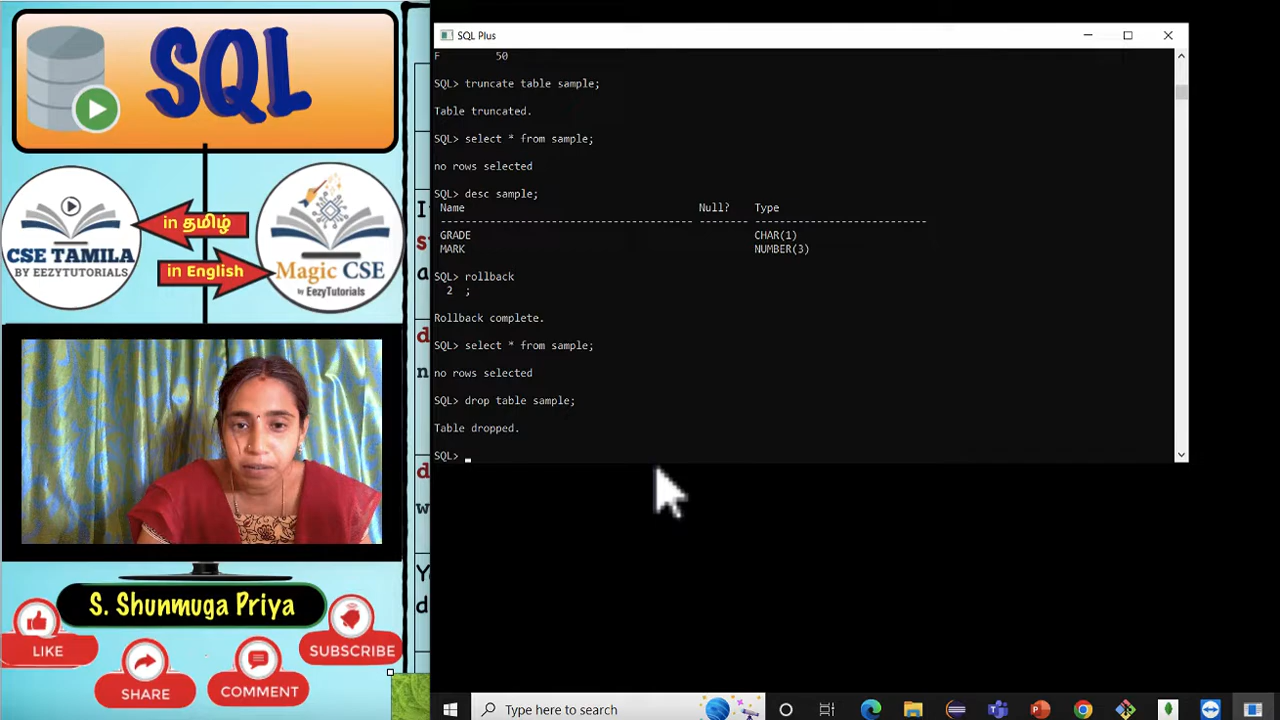 SQL
CSE TAMILA
BY EEZYTUTORIALS
in தமிழ்
in English
Magic CSE
by EezyTutorials
S. Shunmuga Priya
LIKE
SHARE
COMMENT
SUBSCRIBE
SQL Plus
F 50
SQL> truncate table sample;
Table truncated.
SQL> select * from sample;
no rows selected
SQL> desc sample;
Name Null? Type
GRADE CHAR(1)
MARK NUMBER(3)
SQL> rollback
2 ;
Rollback complete.
SQL> select * from sample;
no rows selected
SQL> drop table sample;
Table dropped.
SQL>
Type here to search